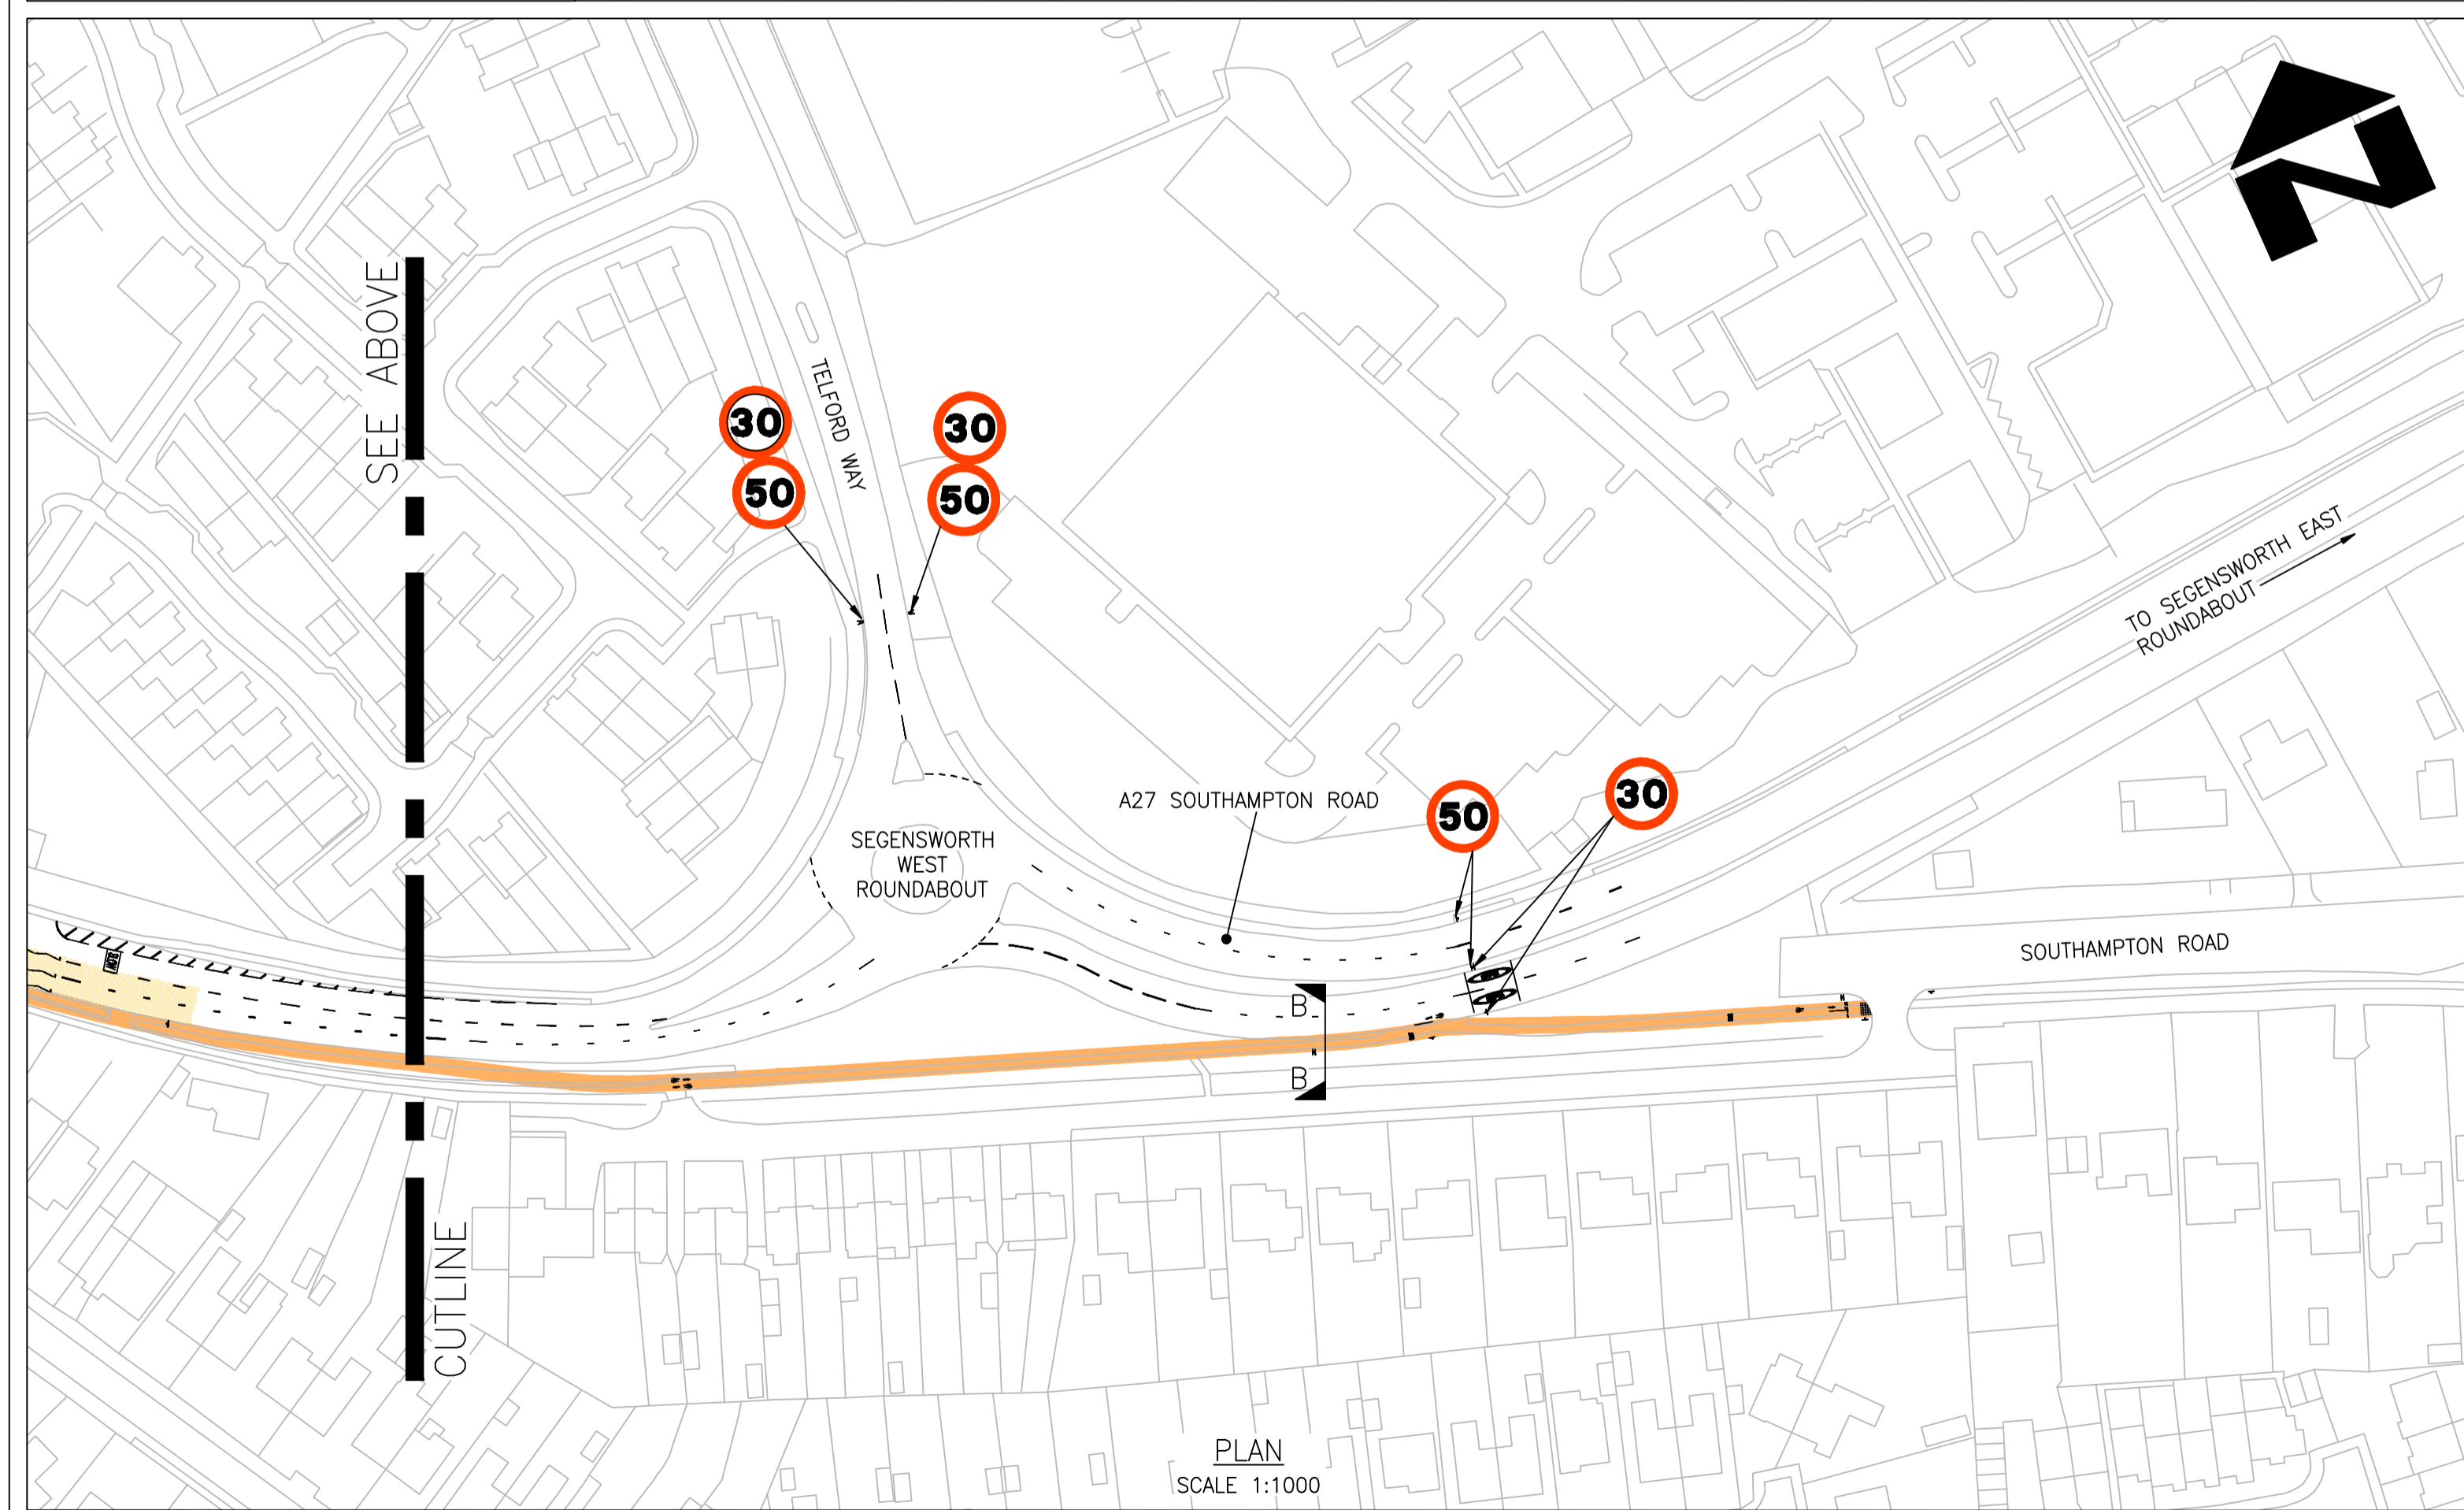 SEE ABOVE
N
30
50
30
50
TELFORD WAY
TO SEGENSWORTH EAST
ROUNDABOUT
A27 SOUTHAMPTON ROAD
50
30
SEGENSWORTH
WEST
ROUNDABOUT
SOUTHAMPTON ROAD
B
B
CUTLINE
PLAN
SCALE 1:1000